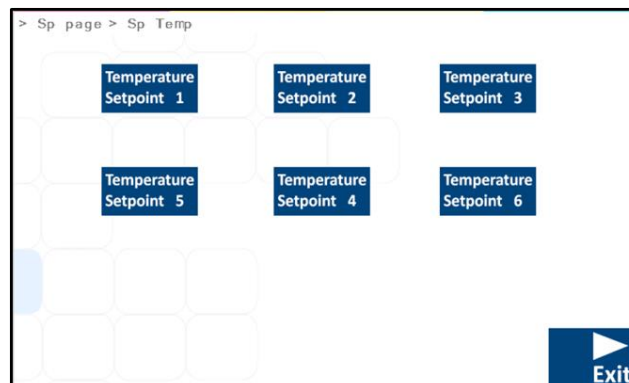 > Sp page > Sp Temp
Temperature
Setpoint 1
Temperature
Setpoint 2
Temperature
Setpoint 3
Temperature
Setpoint 5
Temperature
Setpoint 4
Temperature
Setpoint 6
Exit